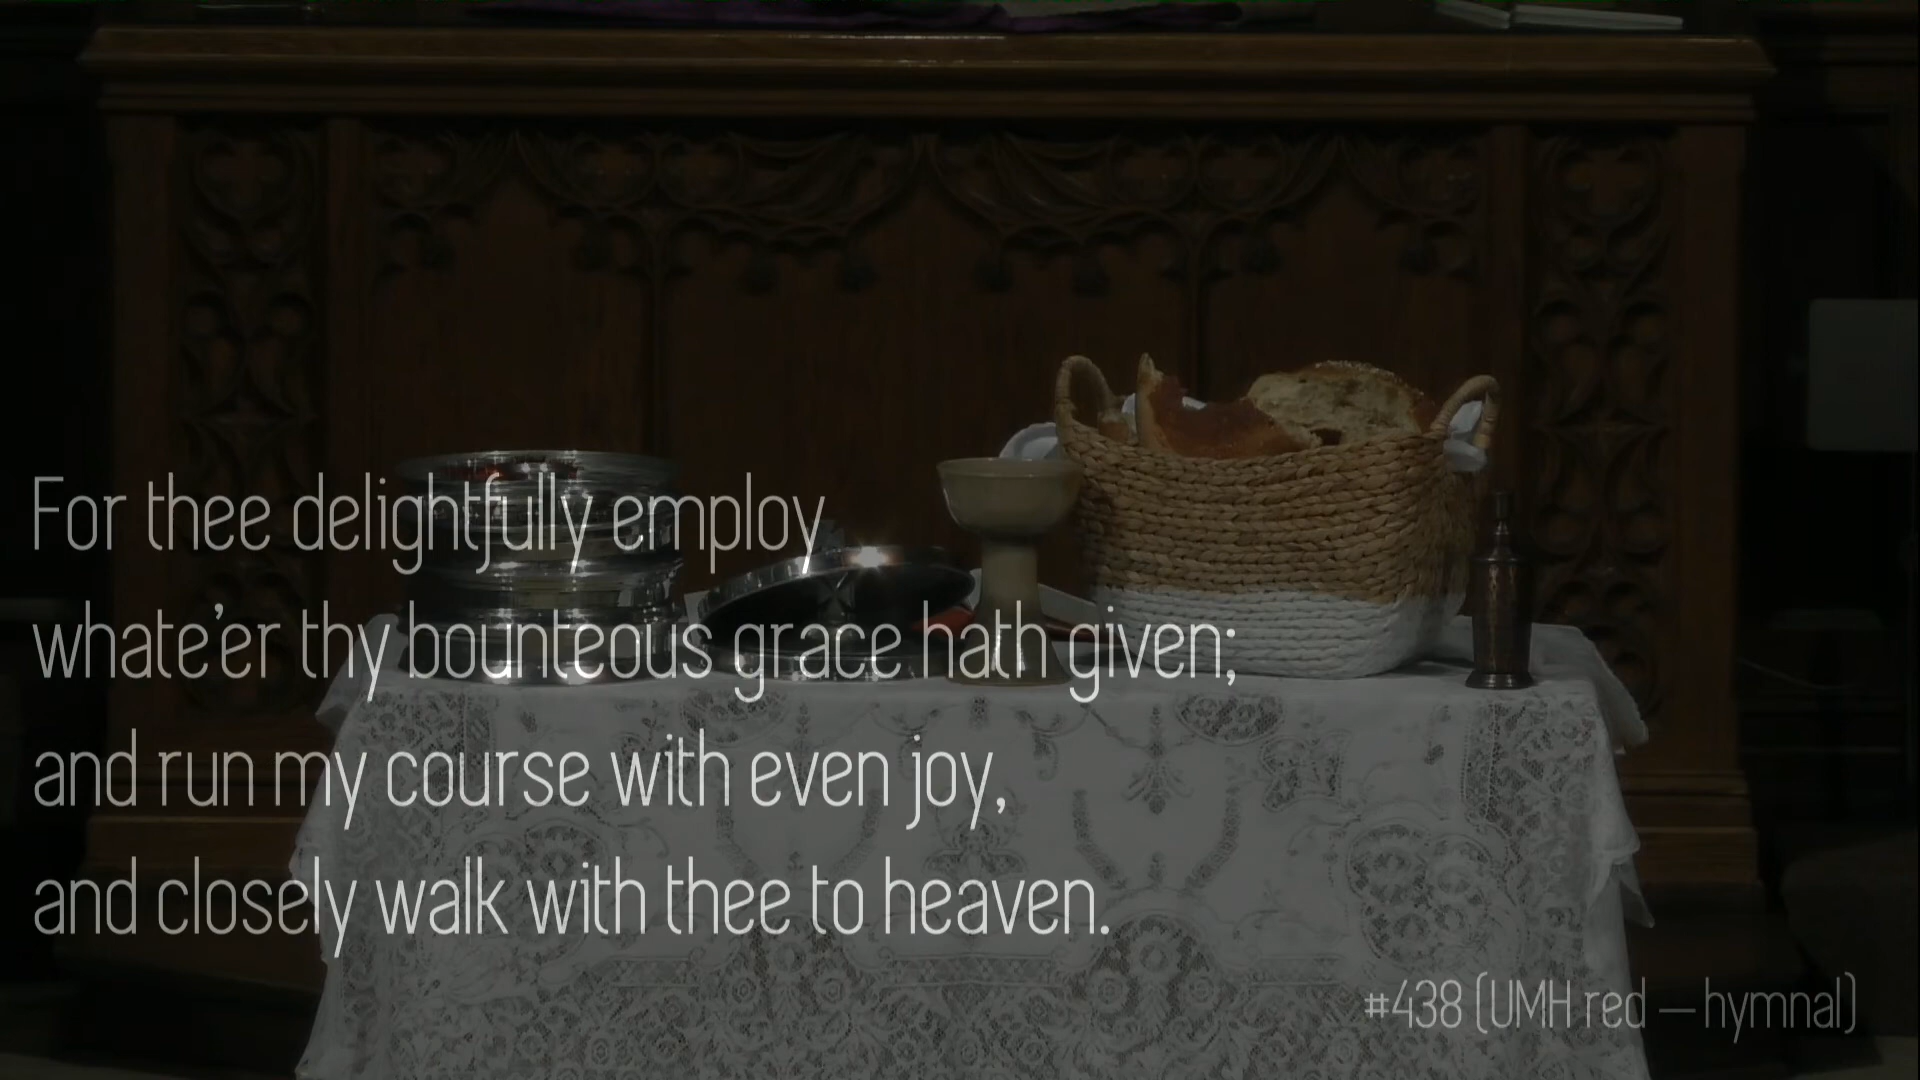 For thee delightfully employ
whate'er thy bounteous grace hath given;
and run my course with even joy,
and closely walk with thee to heaven.
#438 (UMH red – hymnal)